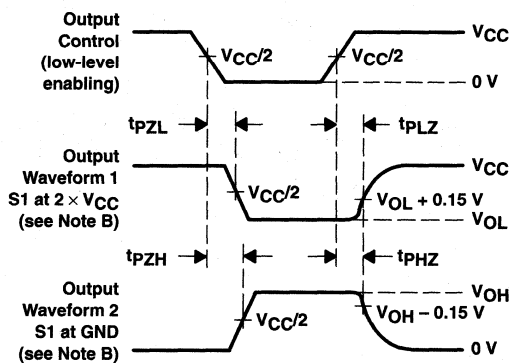 Output
Control
(low-level
enabling)
VCC/2
VCC/2
VCC
0 V
tPZL
tPLZ
Output
Waveform 1
S1 at 2 × VCC
(see Note B)
VCC/2
VCC
VOL + 0.15 V
VOL
tPZH
tPHZ
Output
Waveform 2
S1 at GND
(see Note B)
VCC/2
VOH
VOH – 0.15 V
0 V